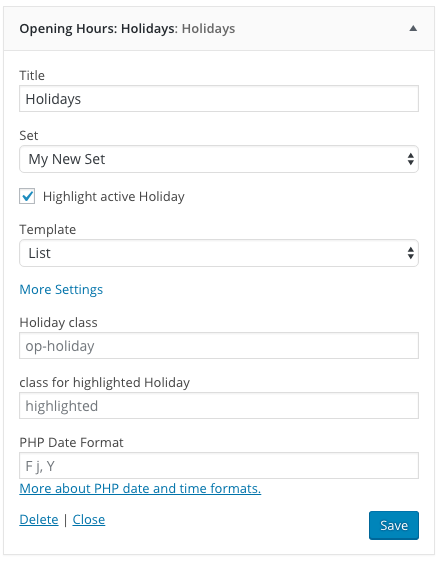 Opening Hours: Holidays: Holidays
Title
Holidays
Set
My New Set
Highlight active Holiday
Template
List
More Settings
Holiday class
op-holiday
class for highlighted Holiday
highlighted
PHP Date Format
F j, Y
More about PHP date and time formats.
Delete | Close
Save